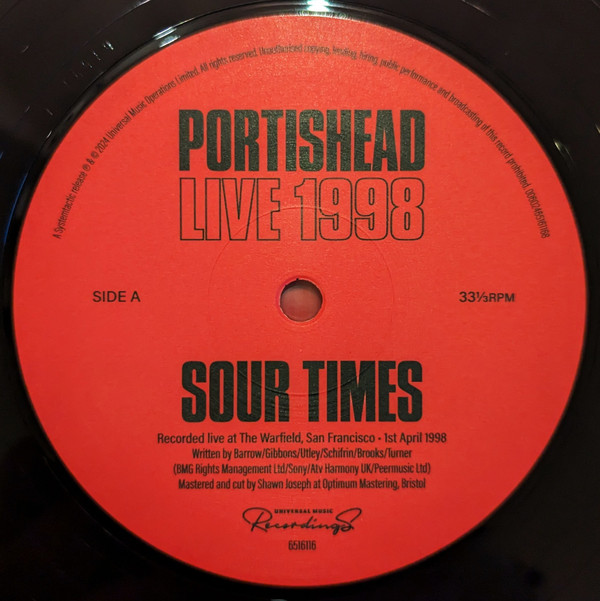 A Systemtactic release ℗ & © 2024 Universal Music Operations Limited. All rights reserved. Unauthorized copying, lending, hiring, public performance and broadcasting of this record prohibited.
PORTISHEAD
LIVE 1998
SIDE A
33⅓RPM
SOUR TIMES
Recorded live at The Warfield, San Francisco • 1st April 1998
Written by Barrow/Gibbons/Utley/Schifrin/Brooks/Turner
(BMG Rights Management Ltd/Sony/Atv Harmony UK/Peermusic Ltd)
Mastered and cut by Shawn Joseph at Optimum Mastering, Bristol
UNIVERSAL MUSIC
Recordings
6516116